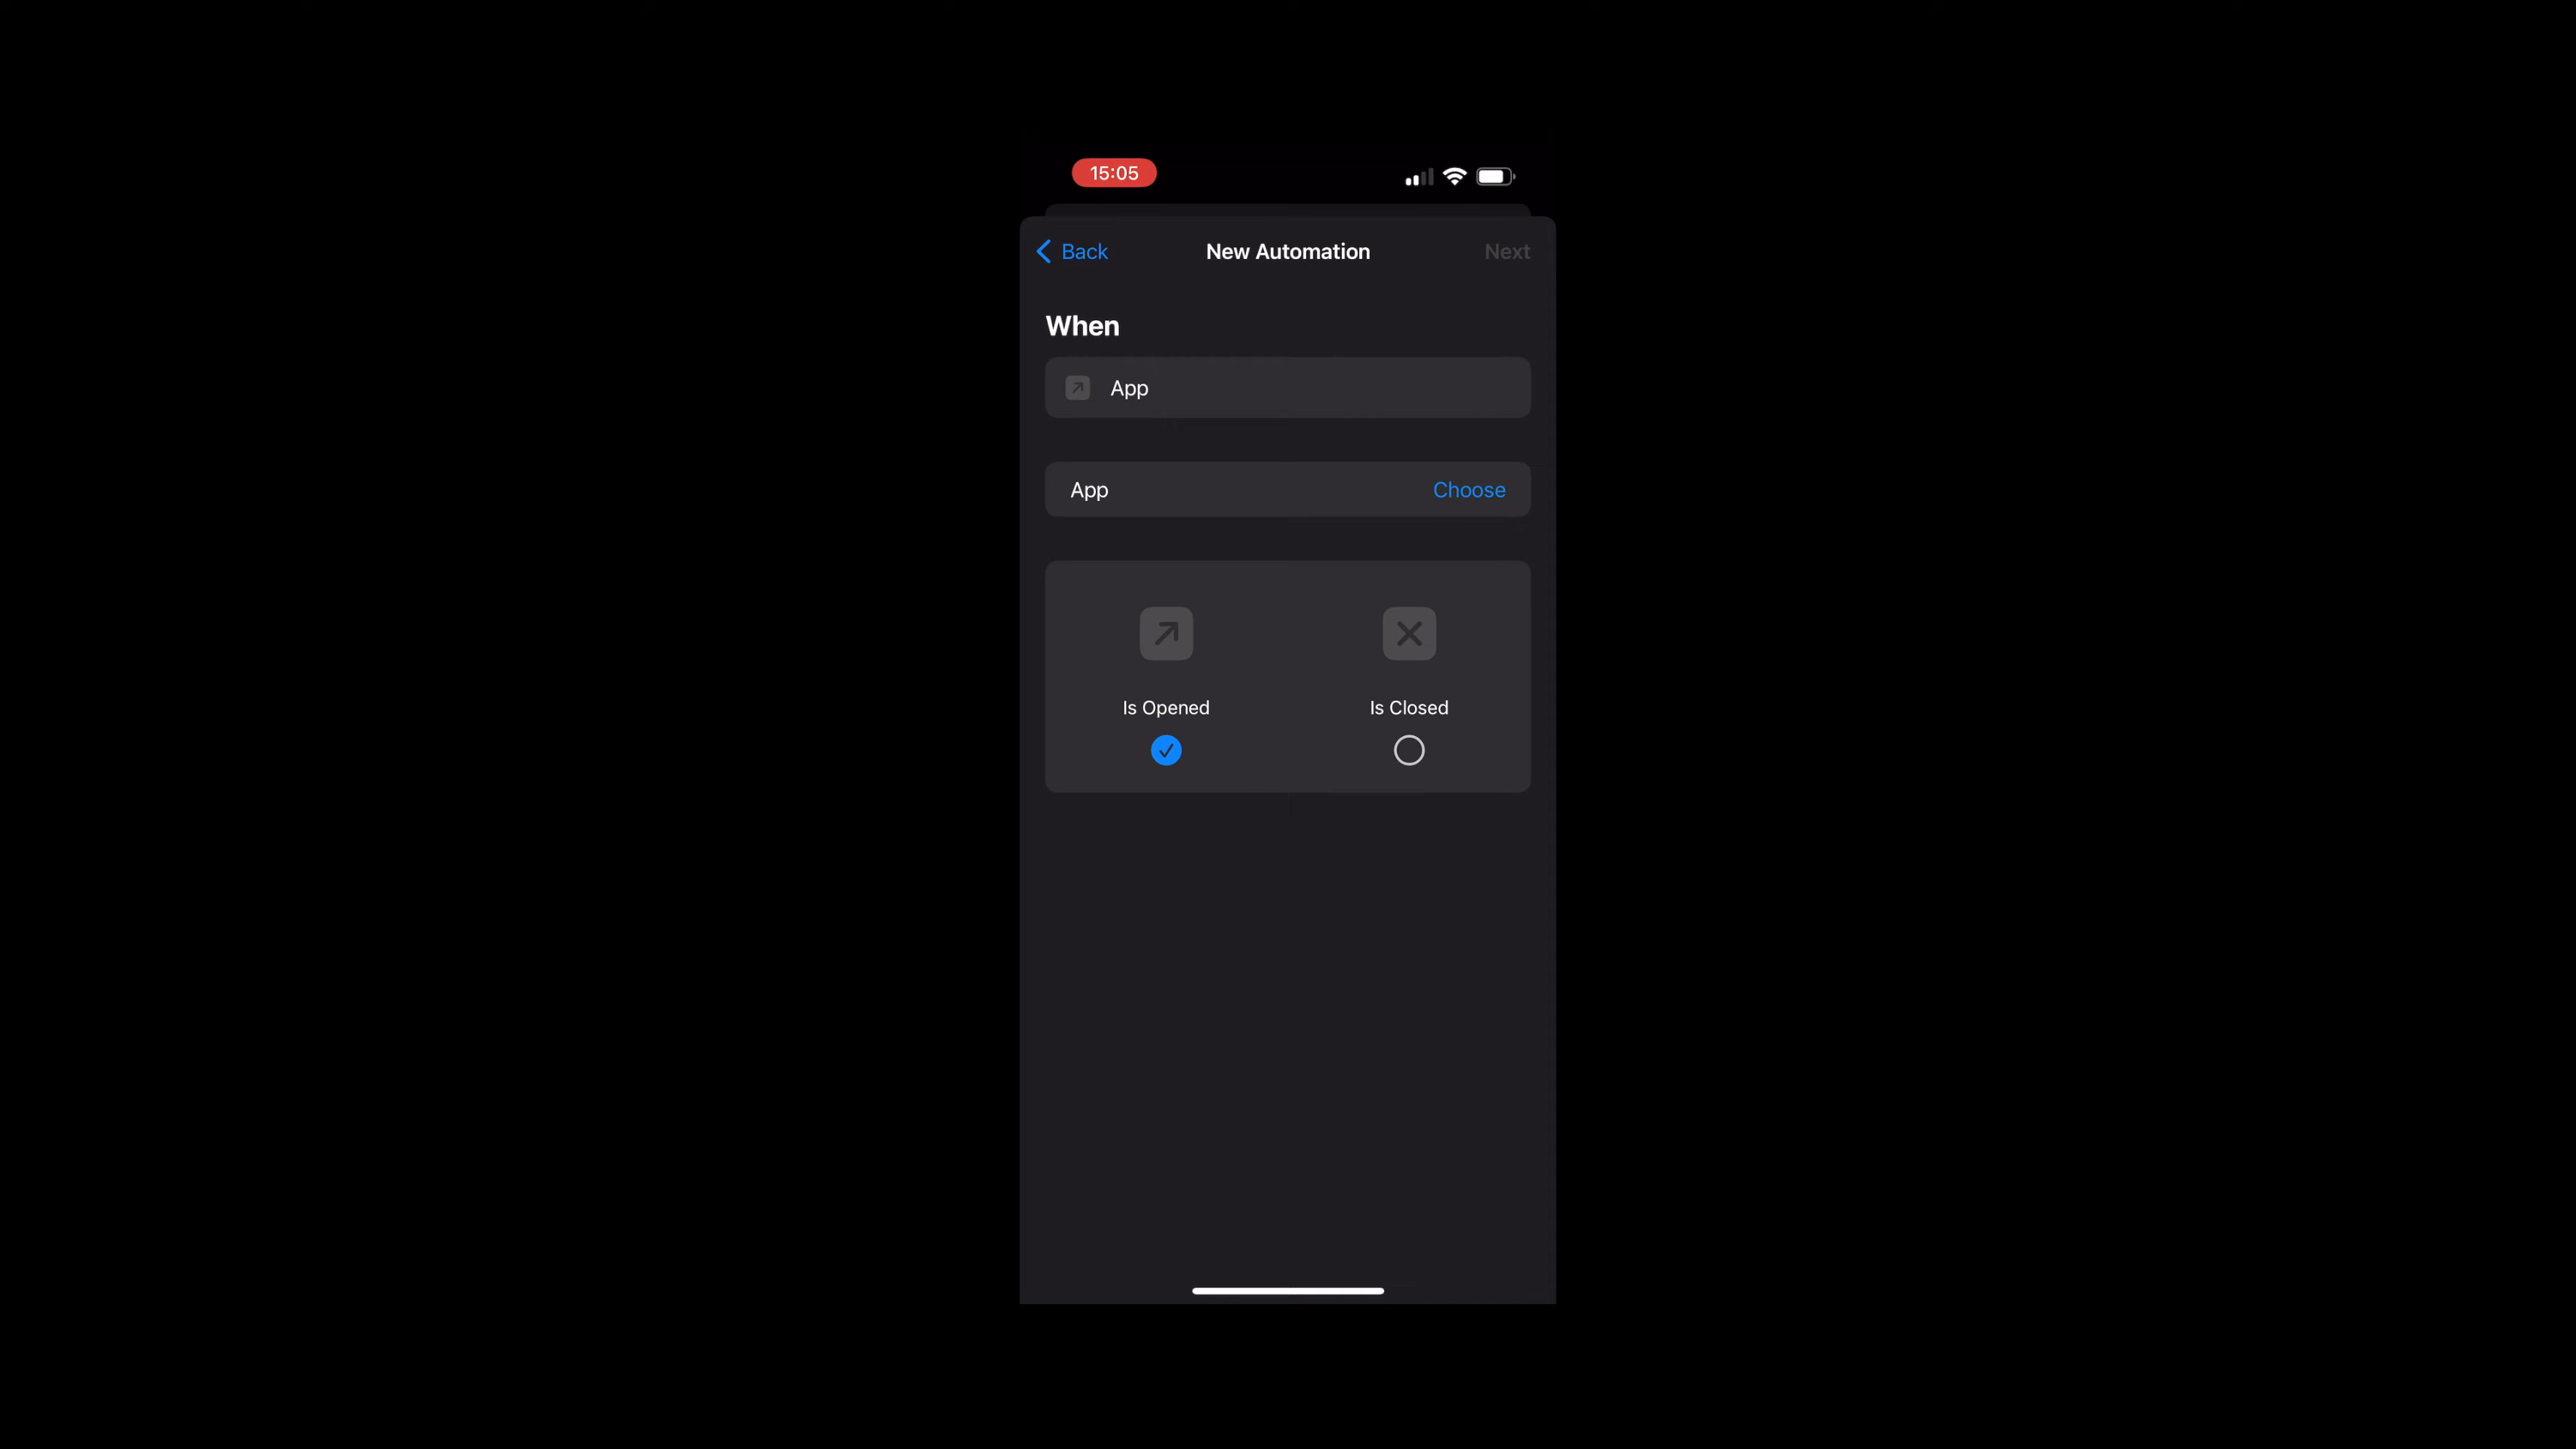 15:05
Back New Automation Next
When
App
App Choose
Is Opened Is Closed